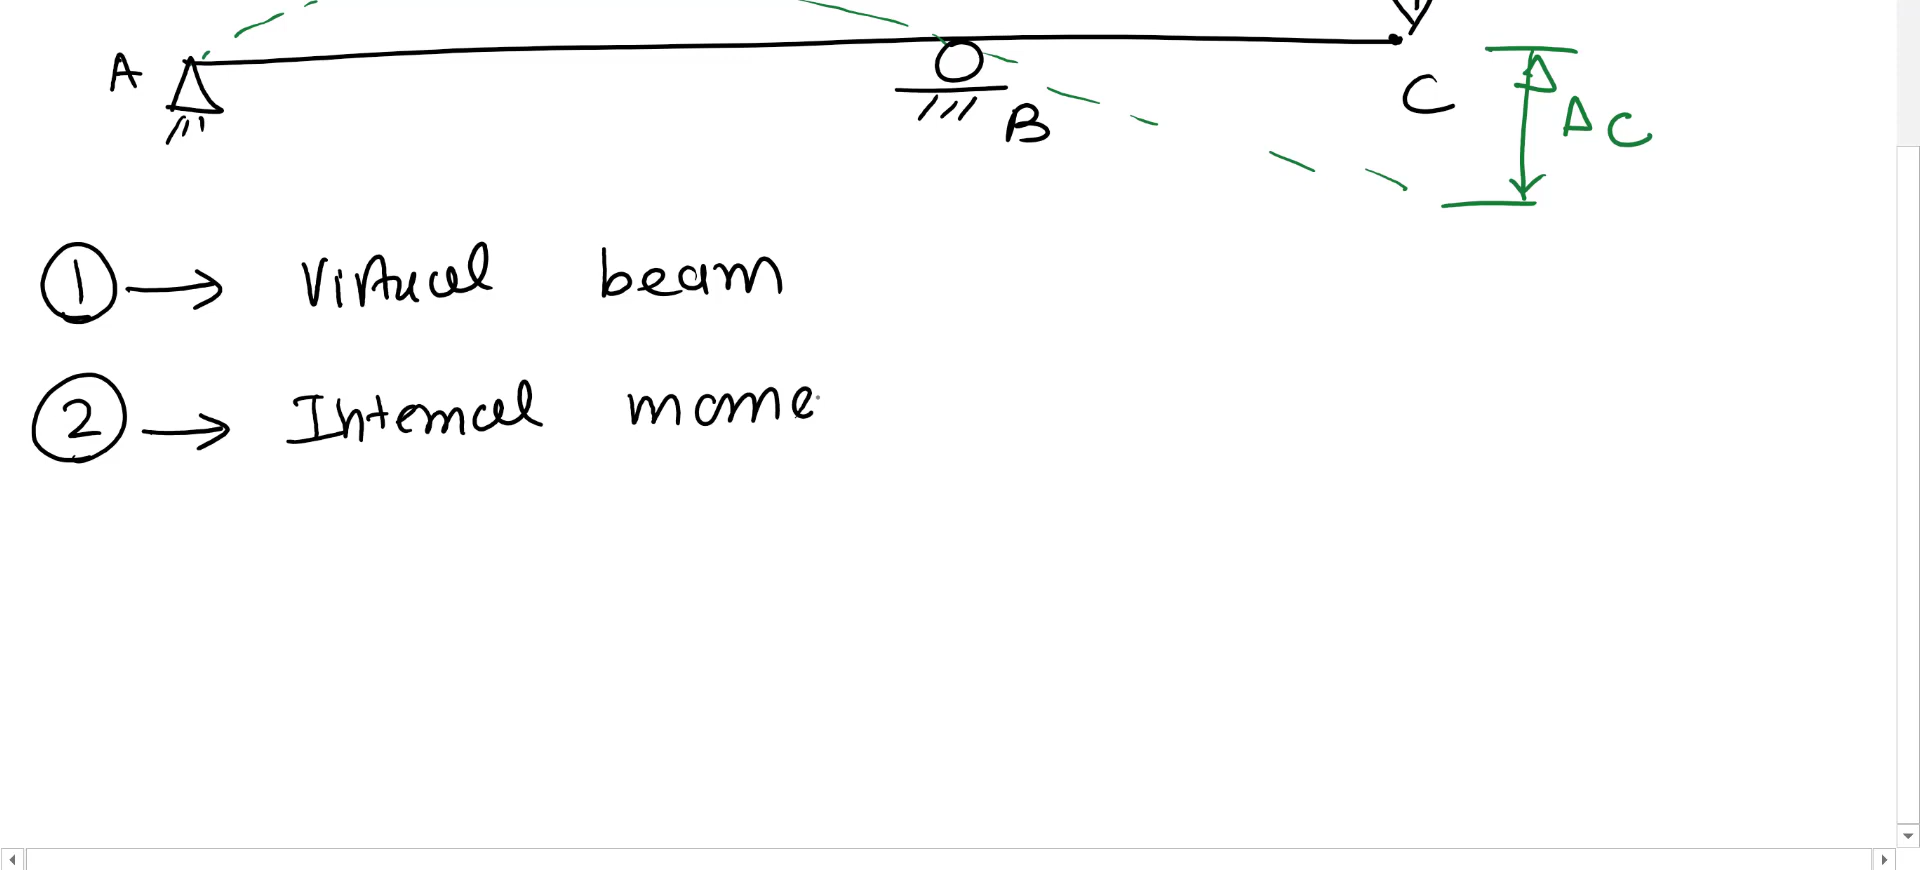 A
B
C
Δ C
1 → Virtual beam
2 → Internal mome